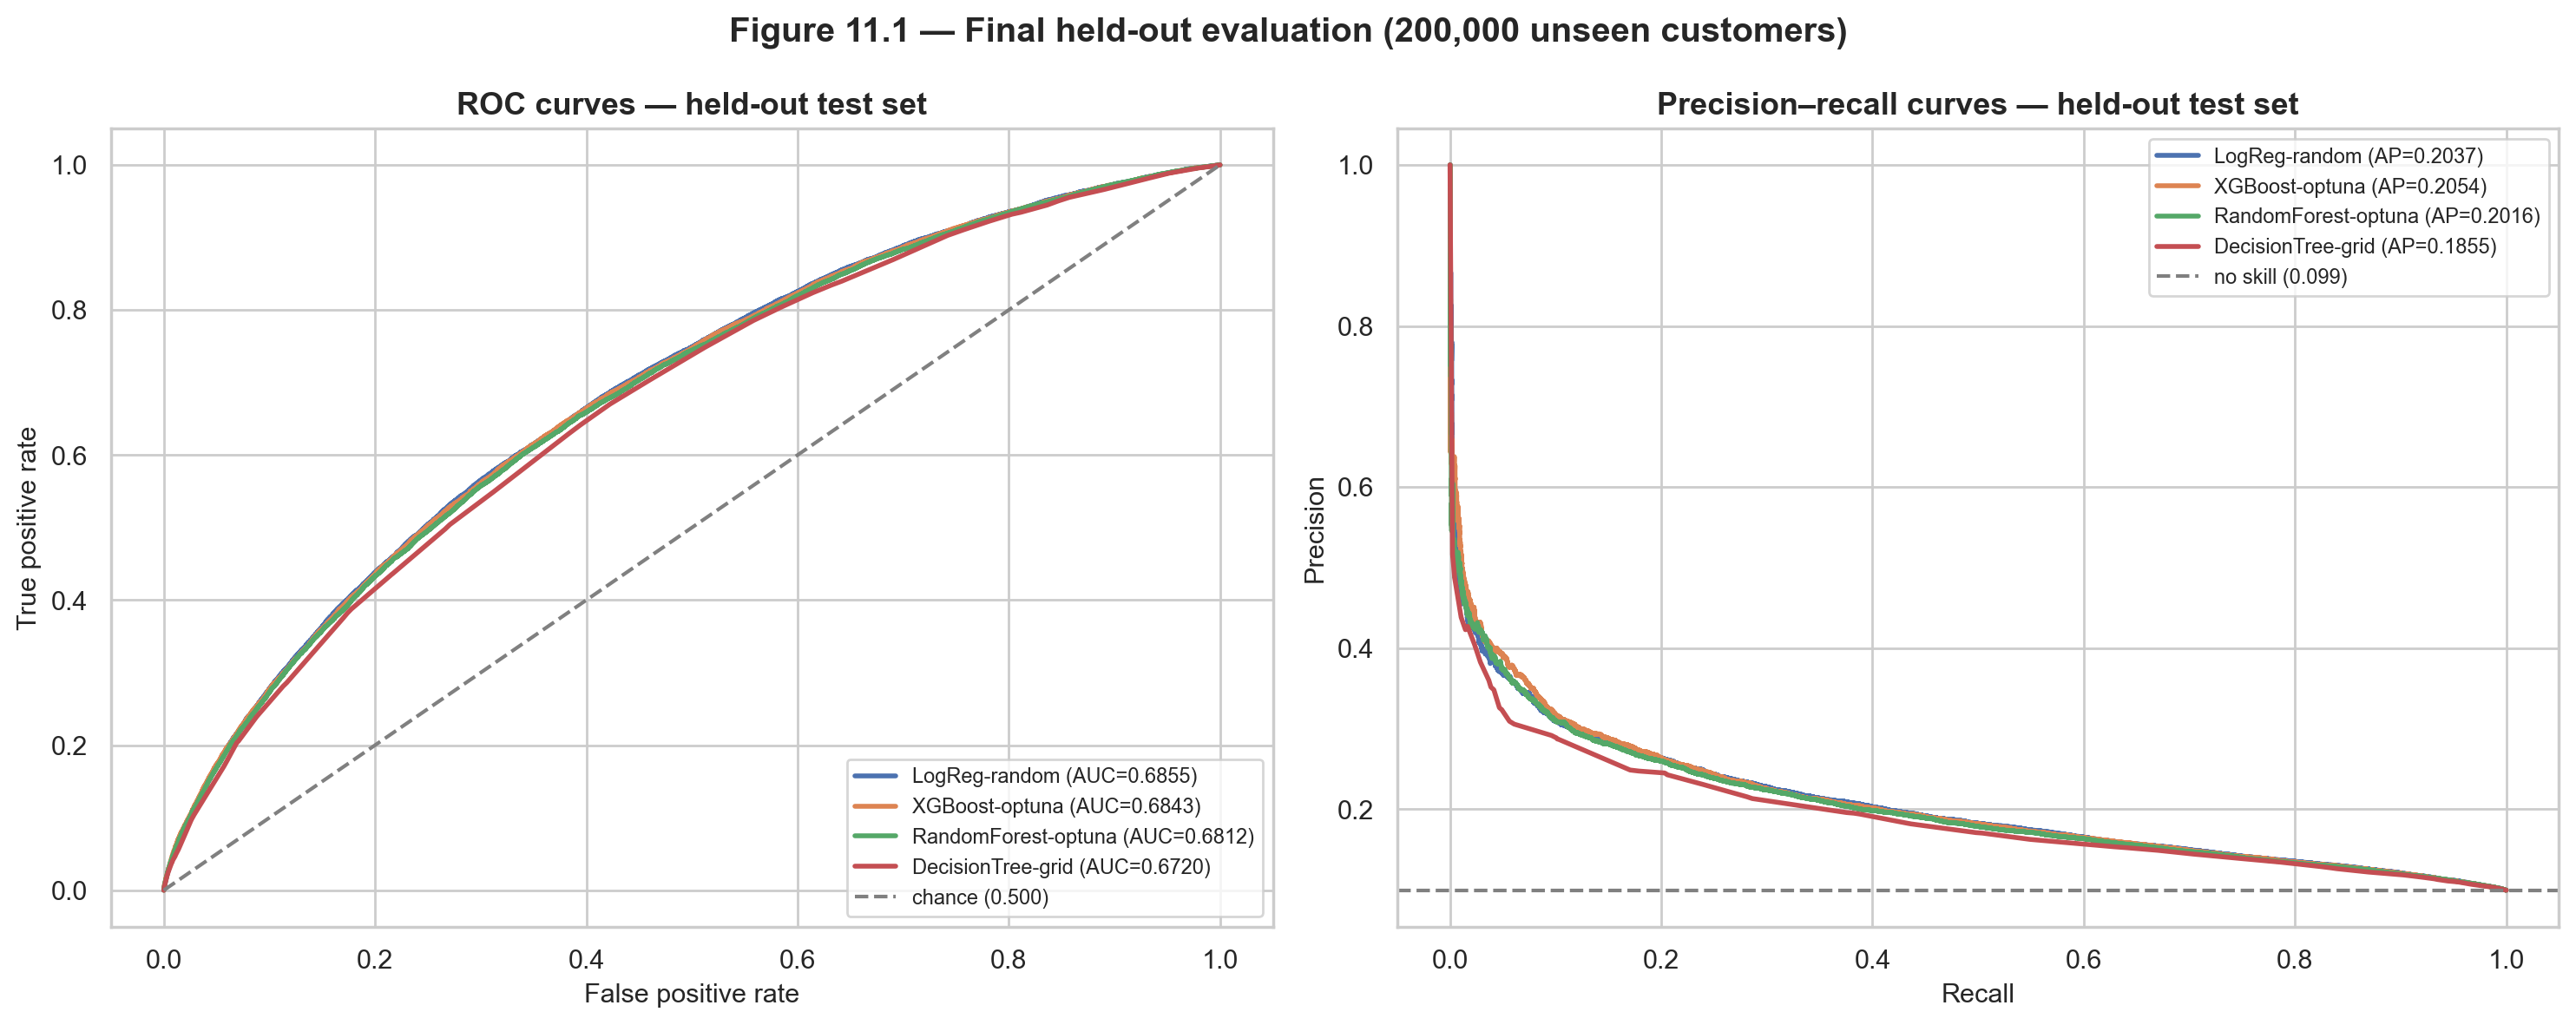 Figure 11.1 — Final held-out evaluation (200,000 unseen customers)
ROC curves — held-out test set
1.0
0.8
0.6
0.4
0.2
0.0
True positive rate
0.0 0.2 0.4 0.6 0.8 1.0
False positive rate
LogReg-random (AUC=0.6855)
XGBoost-optuna (AUC=0.6843)
RandomForest-optuna (AUC=0.6812)
DecisionTree-grid (AUC=0.6720)
chance (0.500)
Precision–recall curves — held-out test set
1.0
0.8
0.6
0.4
0.2
Precision
0.0 0.2 0.4 0.6 0.8 1.0
Recall
LogReg-random (AP=0.2037)
XGBoost-optuna (AP=0.2054)
RandomForest-optuna (AP=0.2016)
DecisionTree-grid (AP=0.1855)
no skill (0.099)